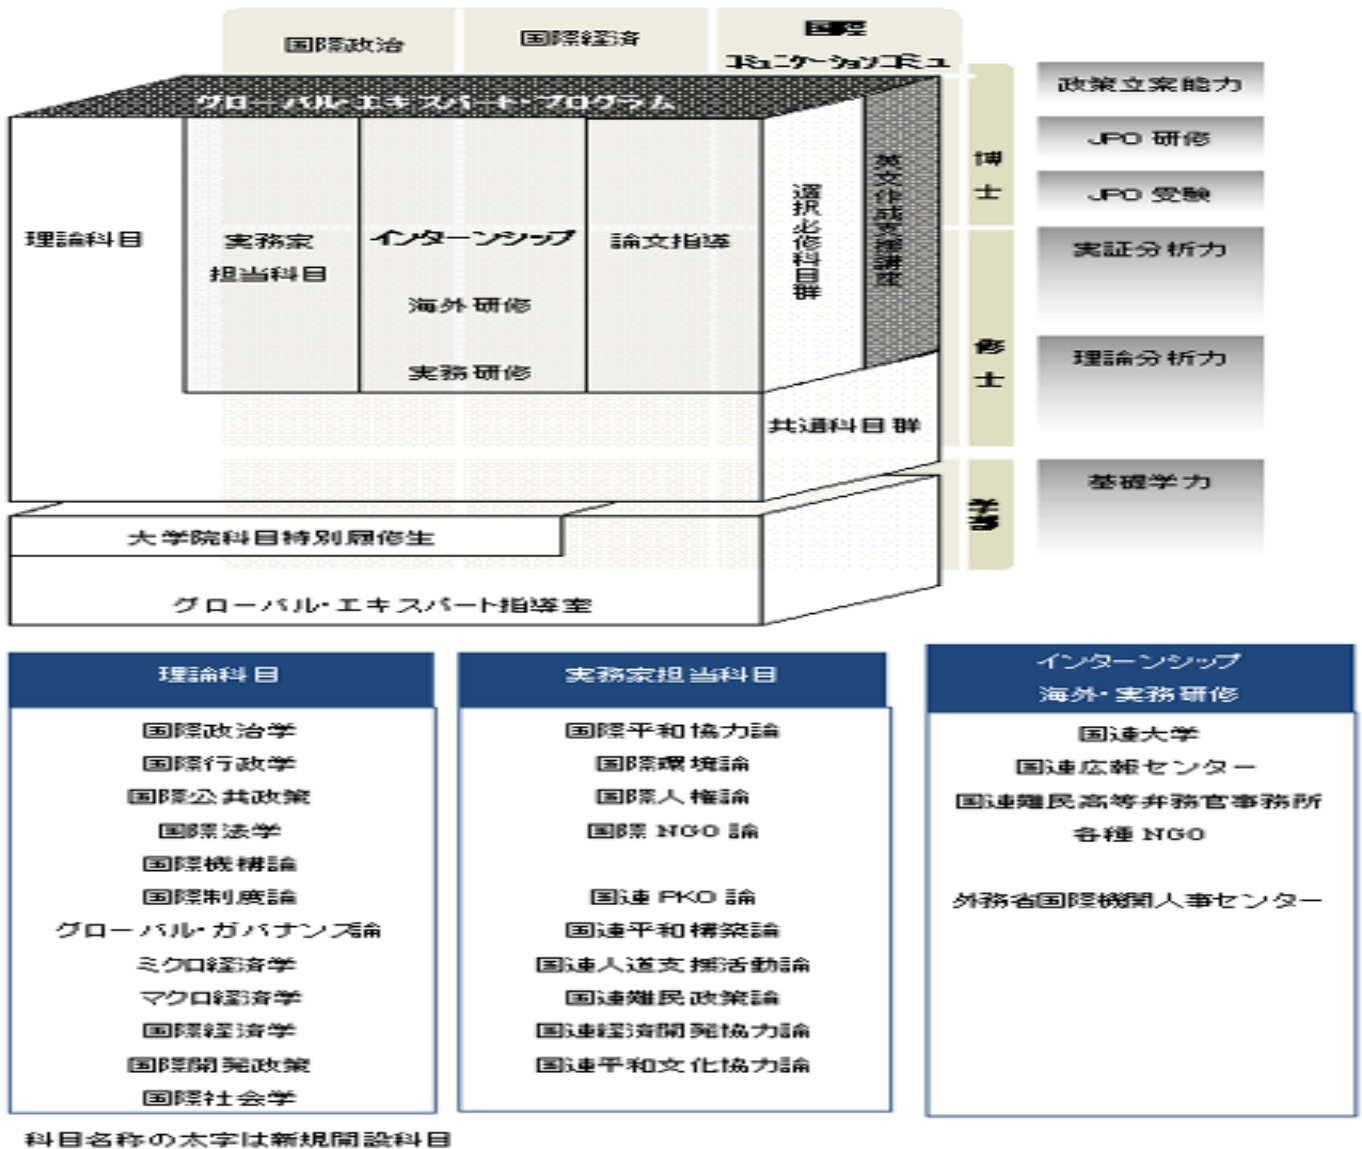 国際政治
国際経済
国際
コミュニケーションコミュ
グローバル・エキスパート・プログラム
理論科目
実務家
担当科目
インターンシップ
海外研修
実務研修
論文指導
選択必修科目群
英文作成支援講座
共通科目群
大学院科目特別履修生
グローバル・エキスパート指導室
博士
修士
学部
政策立案能力
JPO 研修
JPO 受験
実証分析力
理論分析力
基礎学力
理論科目
国際政治学
国際行政学
国際公共政策
国際法学
国際機構論
国際制度論
グローバル・ガバナンス論
ミクロ経済学
マクロ経済学
国際経済学
国際開発政策
国際社会学
実務家担当科目
国際平和協力論
国際環境論
国際人権論
国際 NGO 論
国連 PKO 論
国連平和構築論
国連人道支援活動論
国連難民政策論
国連経済開発協力論
国連平和文化協力論
インターンシップ
海外・実務研修
国連大学
国連広報センター
国連難民高等弁務官事務所
各種 NGO
外務省国際機関人事センター
科目名称の太字は新規開設科目